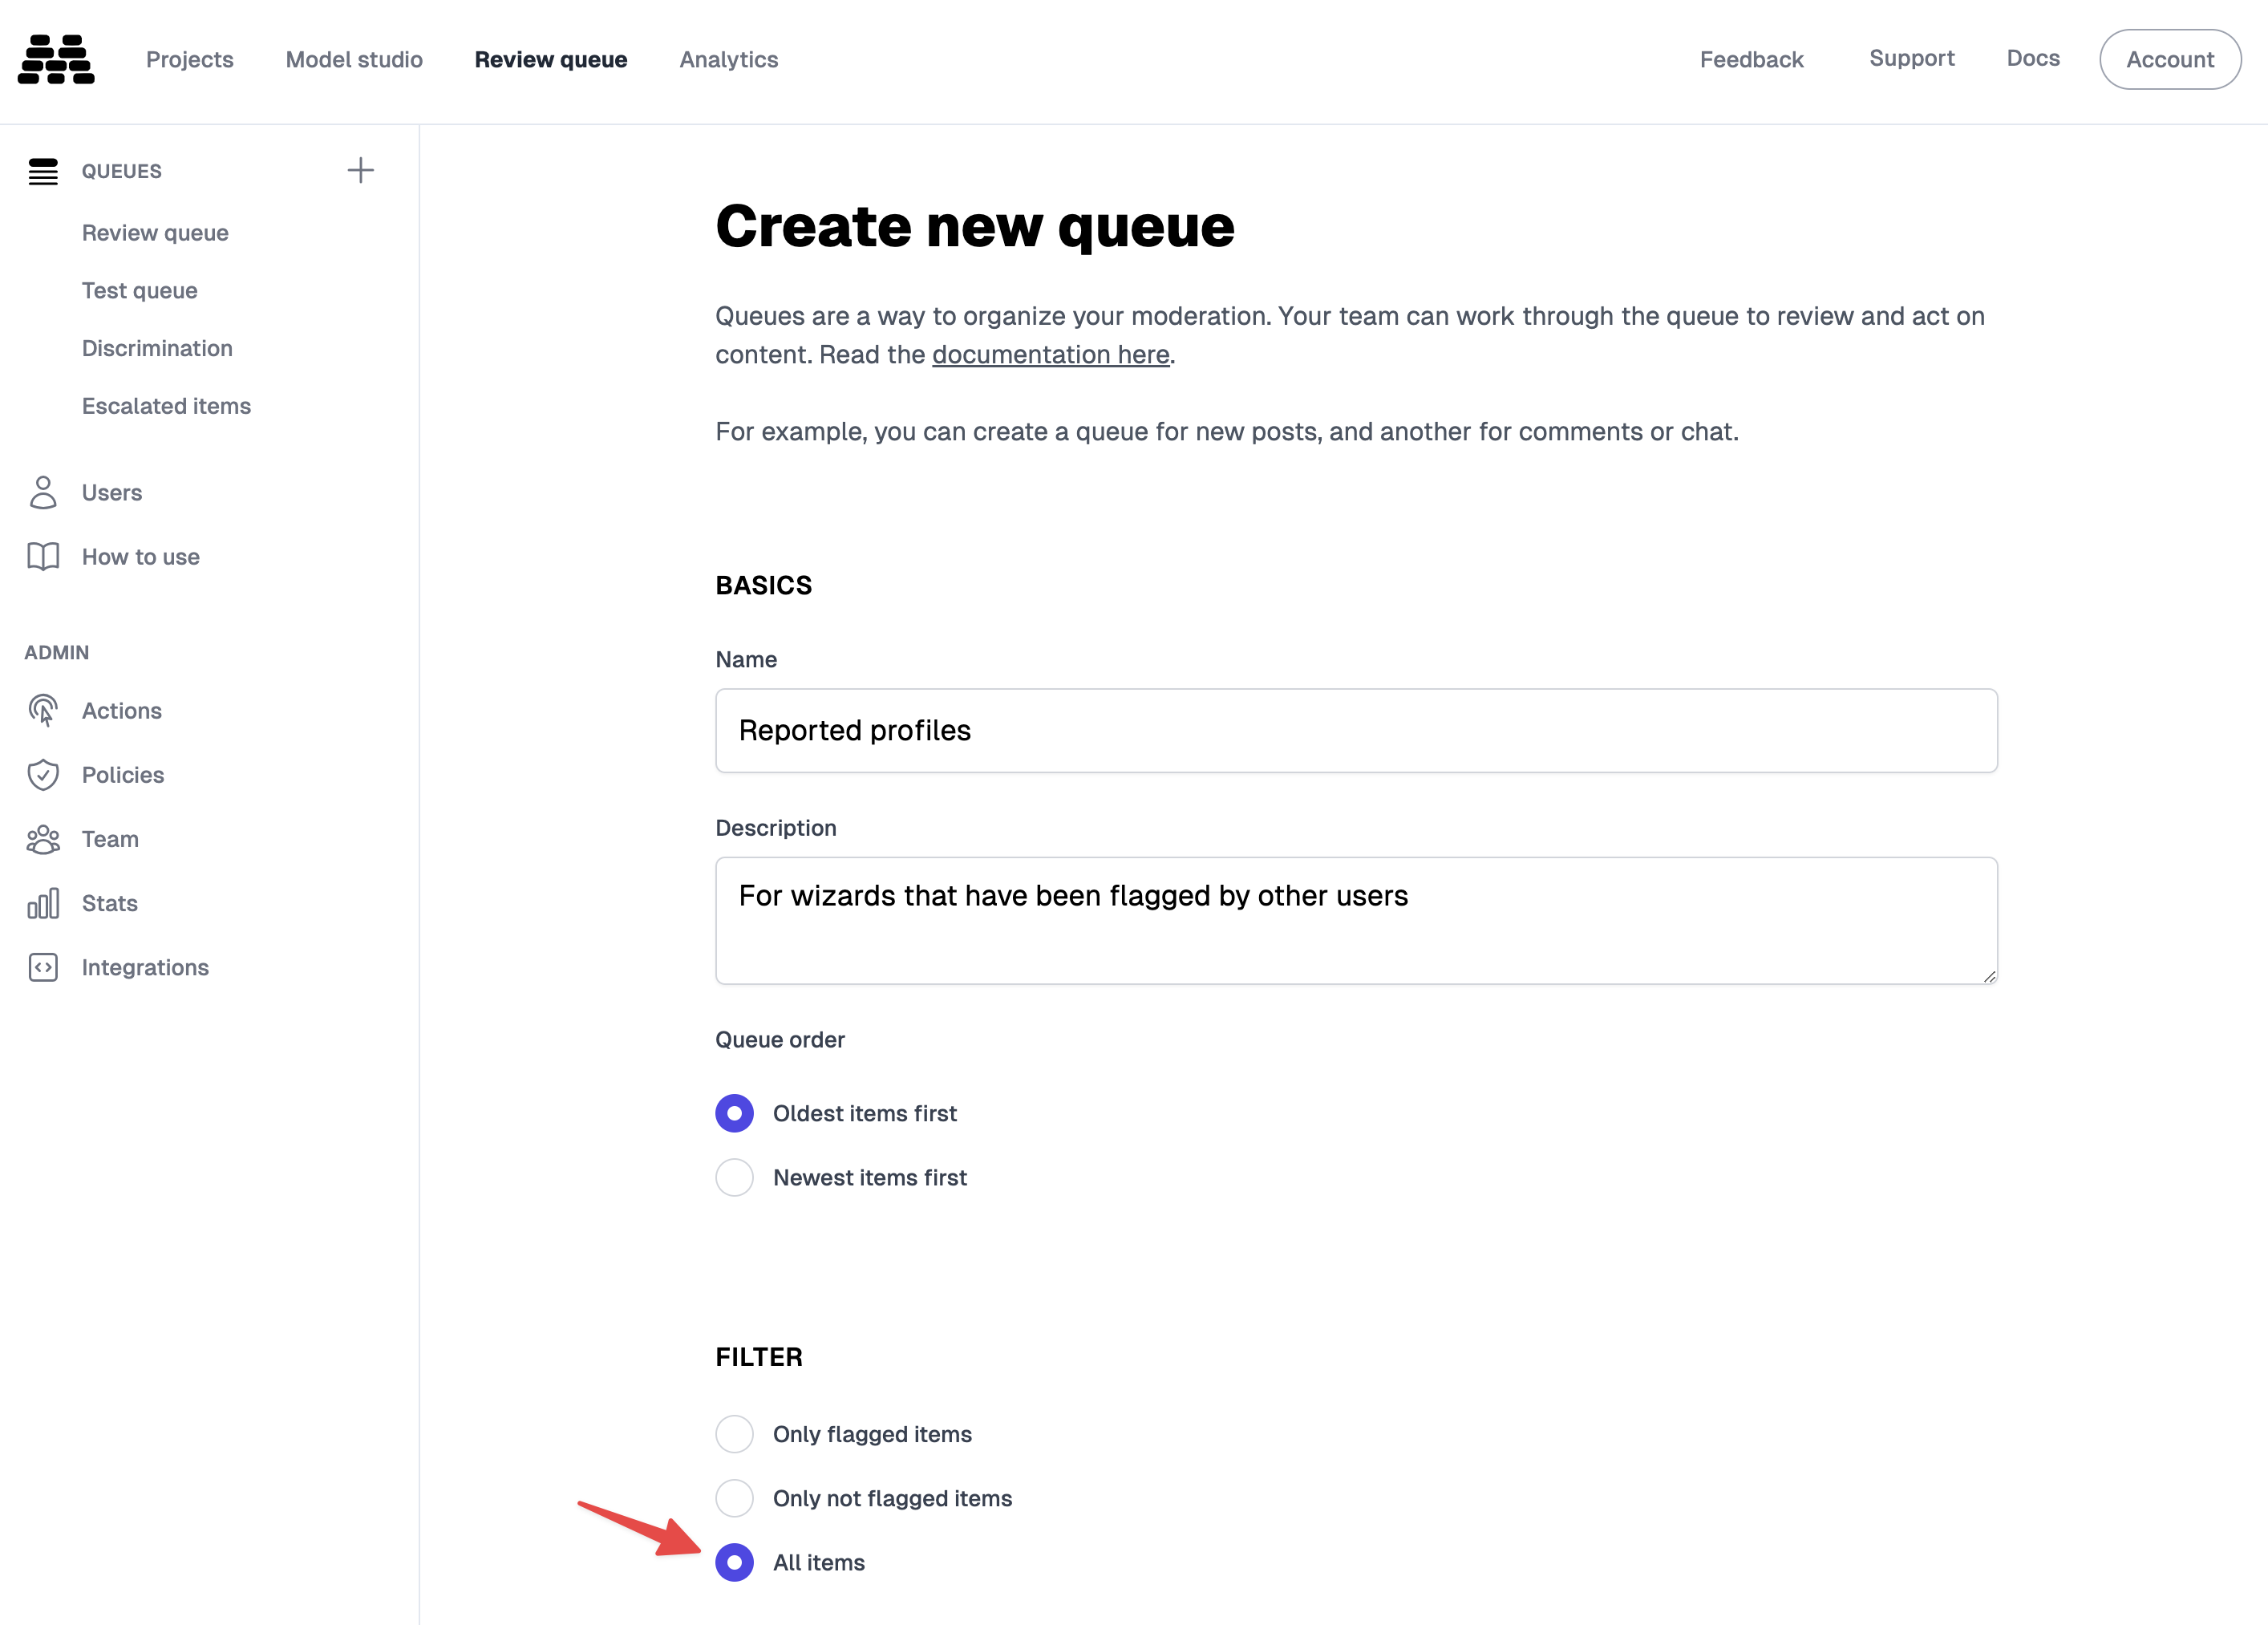 Projects
Model studio
Review queue
Analytics
Feedback
Support
Docs
Account
QUEUES
Review queue
Test queue
Discrimination
Escalated items
Users
How to use
ADMIN
Actions
Policies
Team
Stats
Integrations
Create new queue
Queues are a way to organize your moderation. Your team can work through the queue to review and act on
content. Read the documentation here.
For example, you can create a queue for new posts, and another for comments or chat.
BASICS
Name
Reported profiles
Description
For wizards that have been flagged by other users
Queue order
Oldest items first
Newest items first
FILTER
Only flagged items
Only not flagged items
All items